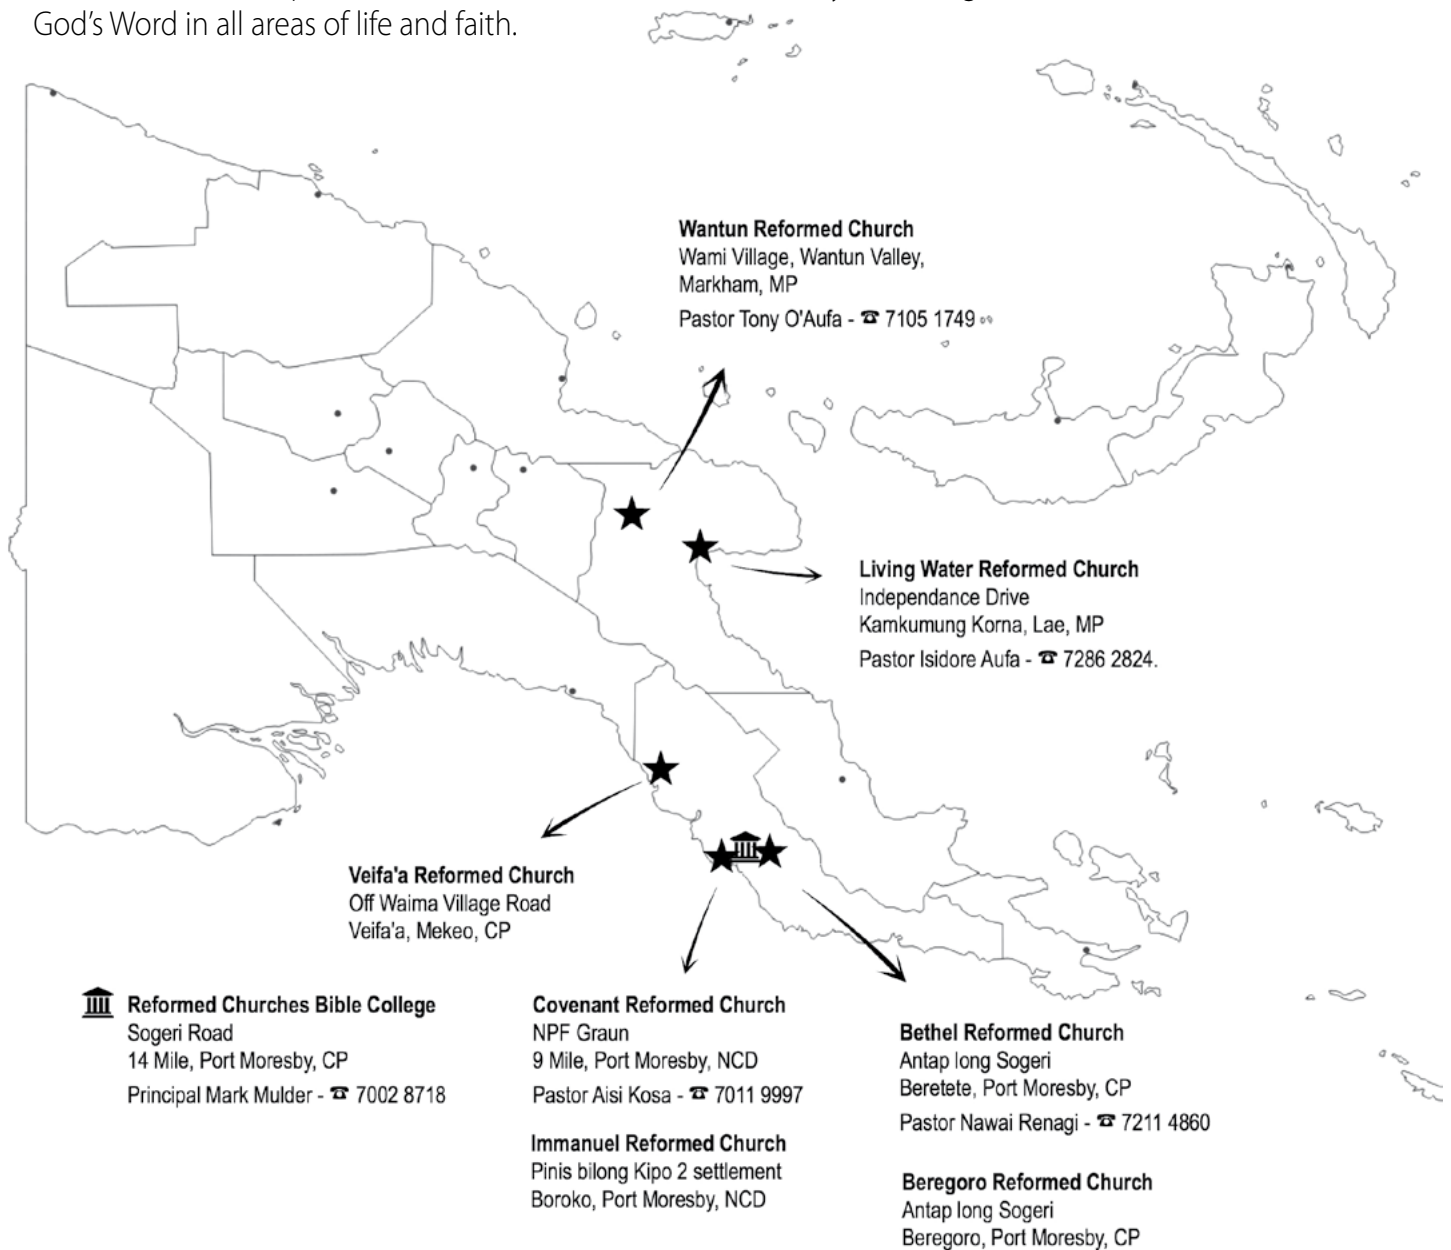 God's Word in all areas of life and faith.
Wantun Reformed Church
Wami Village, Wantun Valley,
Markham, MP
Pastor Tony O'Aufa - ☎ 7105 1749
Living Water Reformed Church
Independance Drive
Kamkumung Korna, Lae, MP
Pastor Isidore Aufa - ☎ 7286 2824.
Veifa'a Reformed Church
Off Waima Village Road
Veifa'a, Mekeo, CP
Reformed Churches Bible College
Sogeri Road
14 Mile, Port Moresby, CP
Principal Mark Mulder - ☎ 7002 8718
Covenant Reformed Church
NPF Graun
9 Mile, Port Moresby, NCD
Pastor Aisi Kosa - ☎ 7011 9997
Immanuel Reformed Church
Pinis bilong Kipo 2 settlement
Boroko, Port Moresby, NCD
Bethel Reformed Church
Antap long Sogeri
Beretete, Port Moresby, CP
Pastor Nawai Renagi - ☎ 7211 4860
Beregoro Reformed Church
Antap long Sogeri
Beregoro, Port Moresby, CP